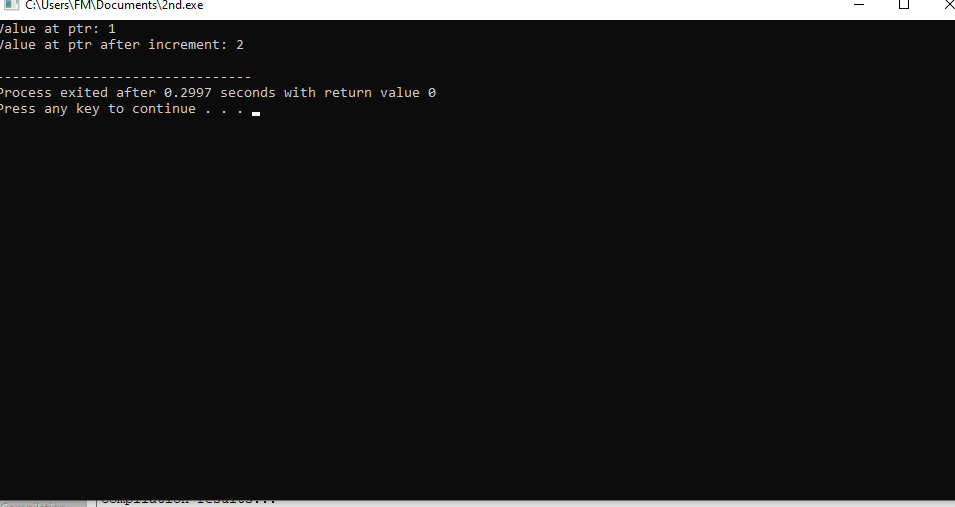 C:\Users\FM\Documents\2nd.exe
Value at ptr: 1
Value at ptr after increment: 2
--------------------------------
Process exited after 0.2997 seconds with return value 0
Press any key to continue . . .
Compilation results...